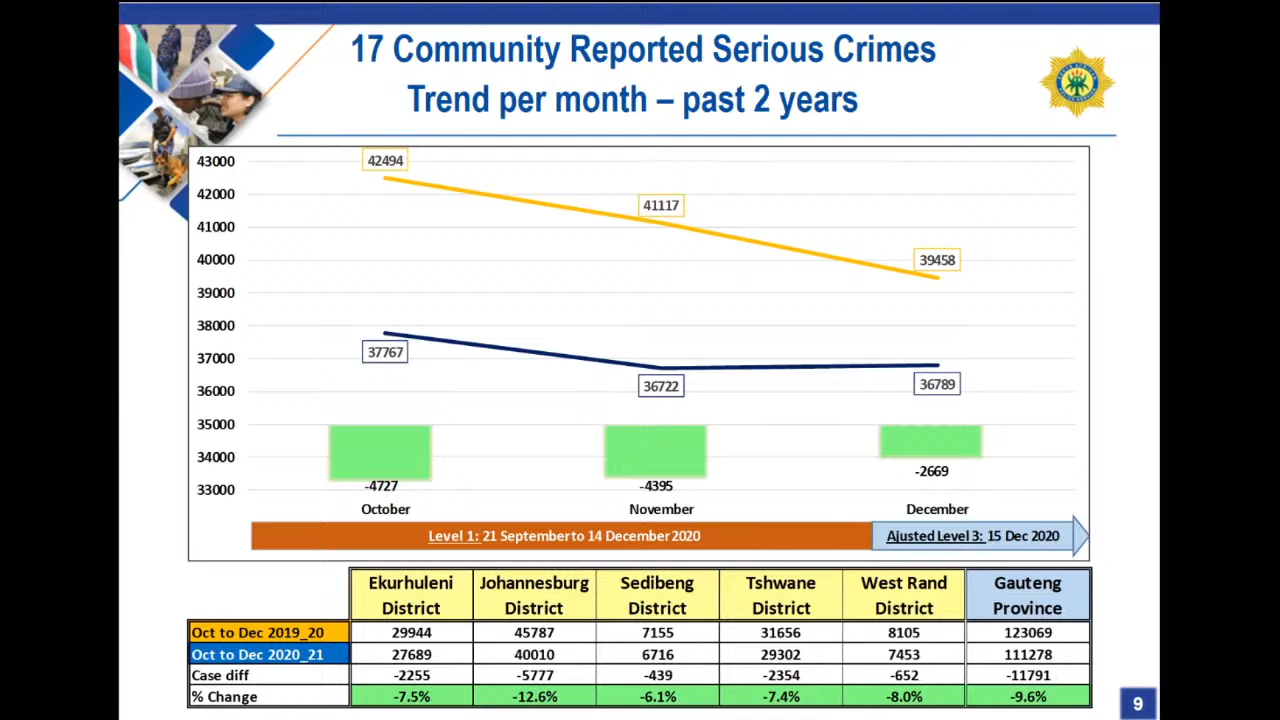 17 Community Reported Serious Crimes
Trend per month – past 2 years
43000
42000
41000
40000
39000
38000
37000
36000
35000
34000
33000
42494
41117
39458
37767
36722
36789
-4727
-4395
-2669
October
November
December
Level 1: 21 September to 14 December 2020
Ajusted Level 3: 15 Dec 2020
Ekurhuleni District
Johannesburg District
Sedibeng District
Tshwane District
West Rand District
Gauteng Province
Oct to Dec 2019_20 29944 45787 7155 31656 8105 123069
Oct to Dec 2020_21 27689 40010 6716 29302 7453 111278
Case diff -2255 -5777 -439 -2354 -652 -11791
% Change -7.5% -12.6% -6.1% -7.4% -8.0% -9.6%
9